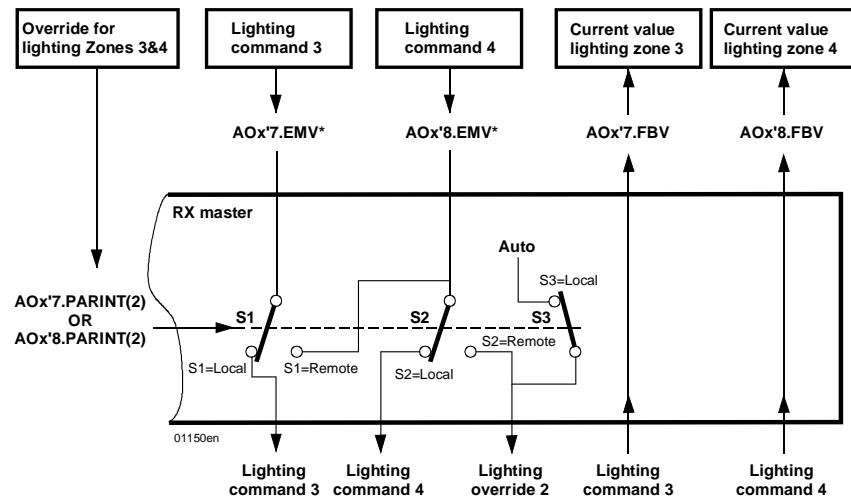 Override for
lighting Zones 3&4
Lighting
command 3
Lighting
command 4
Current value
lighting zone 3
Current value
lighting zone 4
AOx'7.EMV*
AOx'8.EMV*
AOx'7.FBV
AOx'8.FBV
RX master
Auto
S3=Local
AOx'7.PARINT(2)
OR
AOx'8.PARINT(2)
S1
S2
S3
S1=Local
S1=Remote
S2=Local
S2=Remote
01150en
Lighting
command 3
Lighting
command 4
Lighting
override 2
Lighting
command 3
Lighting
command 4